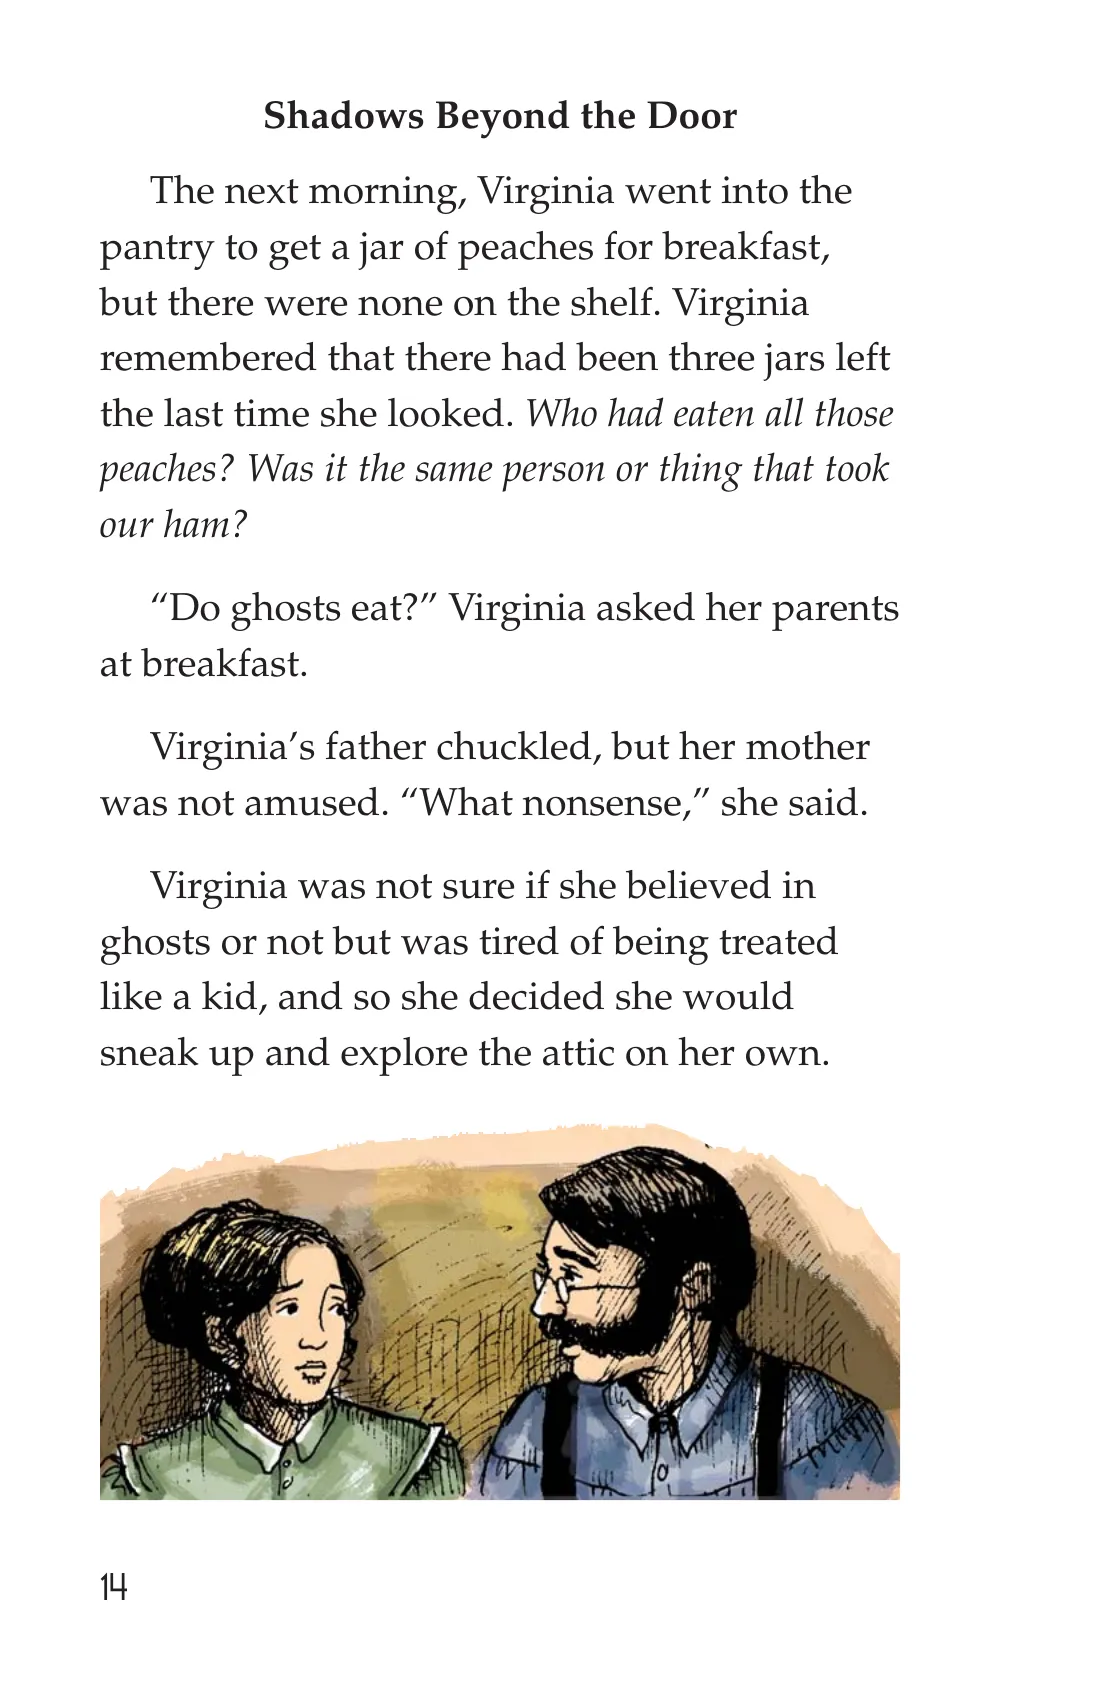 Shadows Beyond the Door
The next morning, Virginia went into the
pantry to get a jar of peaches for breakfast,
but there were none on the shelf. Virginia
remembered that there had been three jars left
the last time she looked. Who had eaten all those
peaches? Was it the same person or thing that took
our ham?
“Do ghosts eat?” Virginia asked her parents
at breakfast.
Virginia’s father chuckled, but her mother
was not amused. “What nonsense,” she said.
Virginia was not sure if she believed in
ghosts or not but was tired of being treated
like a kid, and so she decided she would
sneak up and explore the attic on her own.
14